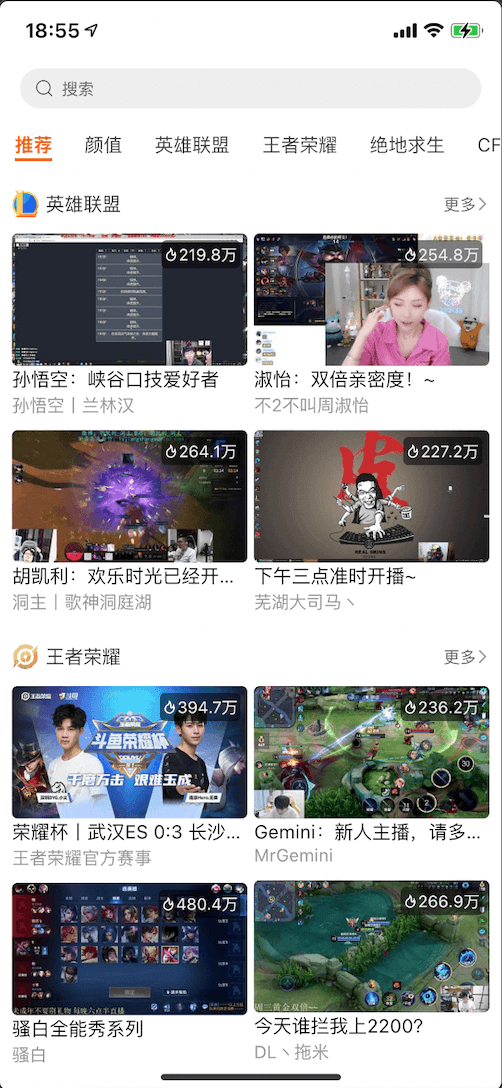 18:55
搜索
推荐 颜值 英雄联盟 王者荣耀 绝地求生 CF
英雄联盟 更多
219.8万 254.8万
孙悟空：峡谷口技爱好者 淑怡：双倍亲密度！~
孙悟空丨兰林汉 不2不叫周淑怡
264.1万 227.2万
胡凯利：欢乐时光已经开... 下午三点准时开播~
洞主丨歌神洞庭湖 芜湖大司马丶
王者荣耀 更多
394.7万 236.2万
斗鱼荣耀杯
千磨万击 艰难玉成
荣耀杯丨武汉ES 0:3 长沙... Gemini：新人主播，请多...
王者荣耀官方赛事 MrGemini
480.4万 266.9万
周三黄金双倍~~
骚白全能秀系列 今天谁拦我上2200?
骚白 DL丶拖米